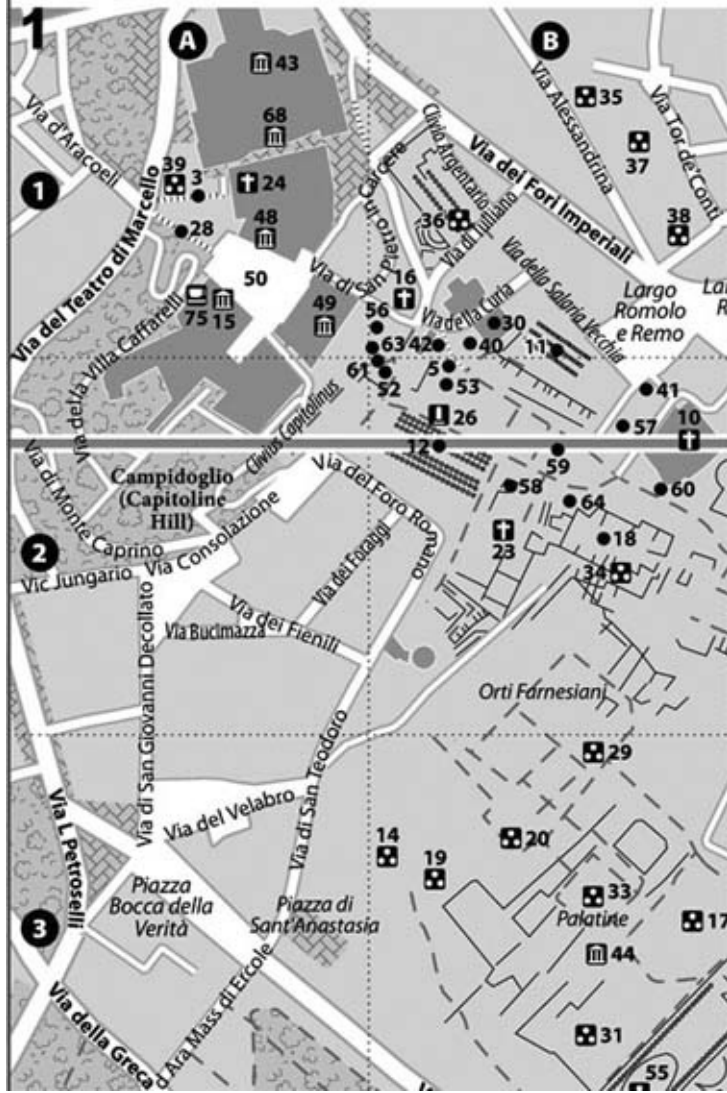 1
A
B
43
35
Via d'Aracoeli
68
Via Alessandrina
Via Tor de'Conti
37
Clivio Argentario
Via dei Fori Imperiali
39
3
24
1
Carcere
36
38
28
48
Via di Tulliano
Via del Teatro di Marcello
50
Via di San Pietro in
16
Via della Salaria Vecchia
Largo
Romolo
e Remo
75
15
49
56
Via della Curia
30
Via della Villa Caffarelli
63
42
40
11
61
5
52
53
41
Clivius Capitolinus
26
57
10
12
59
Campidoglio
(Capitoline
Hill)
Via del Foro Romano
58
60
64
Via di Monte Caprino
Via Consolazione
23
18
2
Via dei Foraggi
Vic Jungario
34
Via dei Fienili
Via Bucimazza
Via di San Giovanni Decollato
Orti Farnesiani
29
Via di San Teodoro
Via del Velabro
14
20
Via L Petroselli
19
33
Piazza
Bocca della
Verità
Piazza di
Sant'Anastasia
Palatine
17
3
44
Via della Greca
d Ara Mass di Ercole
31
55